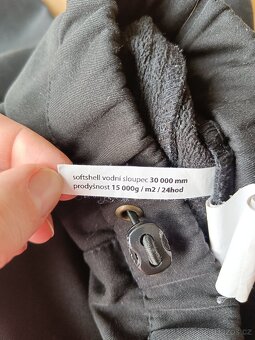 softshell vodní sloupec 30 000 mm
prodyšnost 15 000g / m2 / 24hod